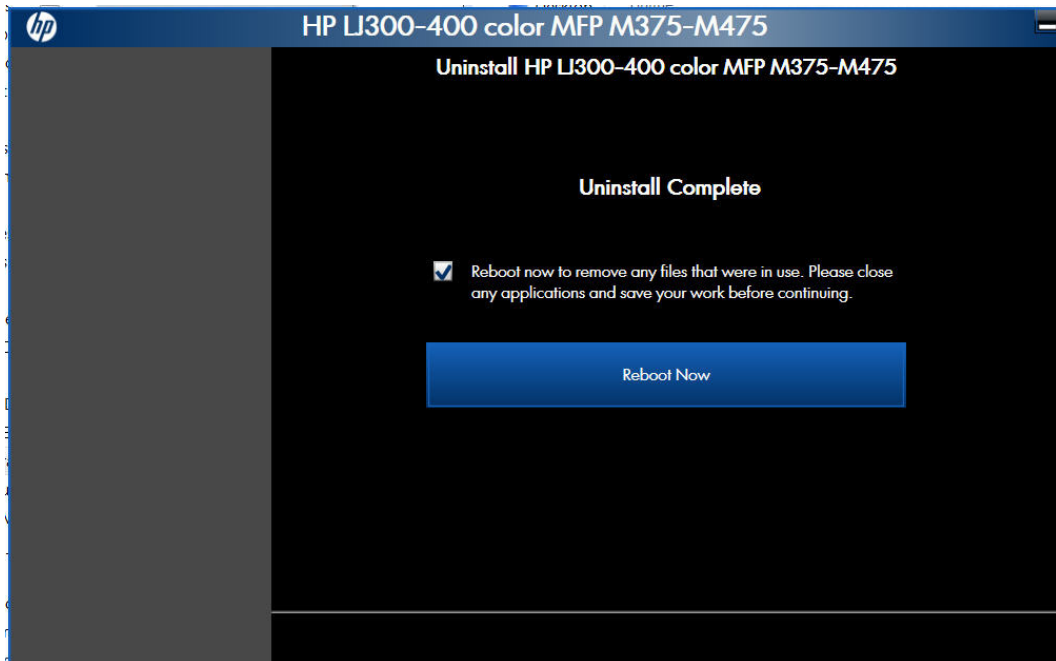 hp
HP LJ300-400 color MFP M375-M475
Uninstall HP LJ300-400 color MFP M375-M475
Uninstall Complete
Reboot now to remove any files that were in use. Please close
any applications and save your work before continuing.
Reboot Now